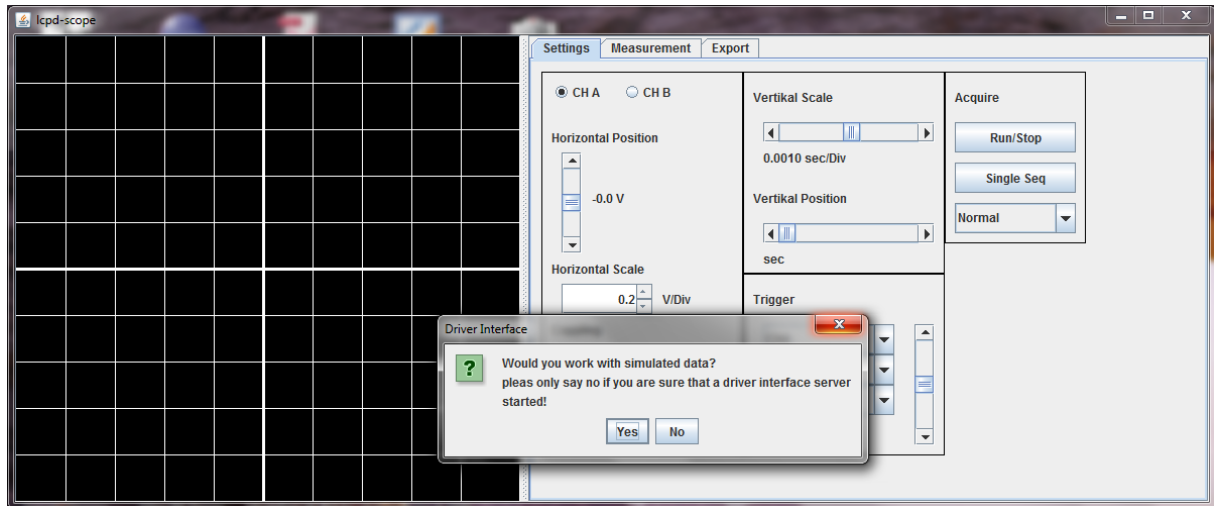 lcpd-scope
Settings Measurement Export
CH A CH B
Horizontal Position
-0.0 V
Horizontal Scale
0.2 V/Div
Vertikal Scale
0.0010 sec/Div
Vertikal Position
sec
Trigger
Acquire
Run/Stop
Single Seq
Normal
Driver Interface
Would you work with simulated data?
pleas only say no if you are sure that a driver interface server
started!
Yes No